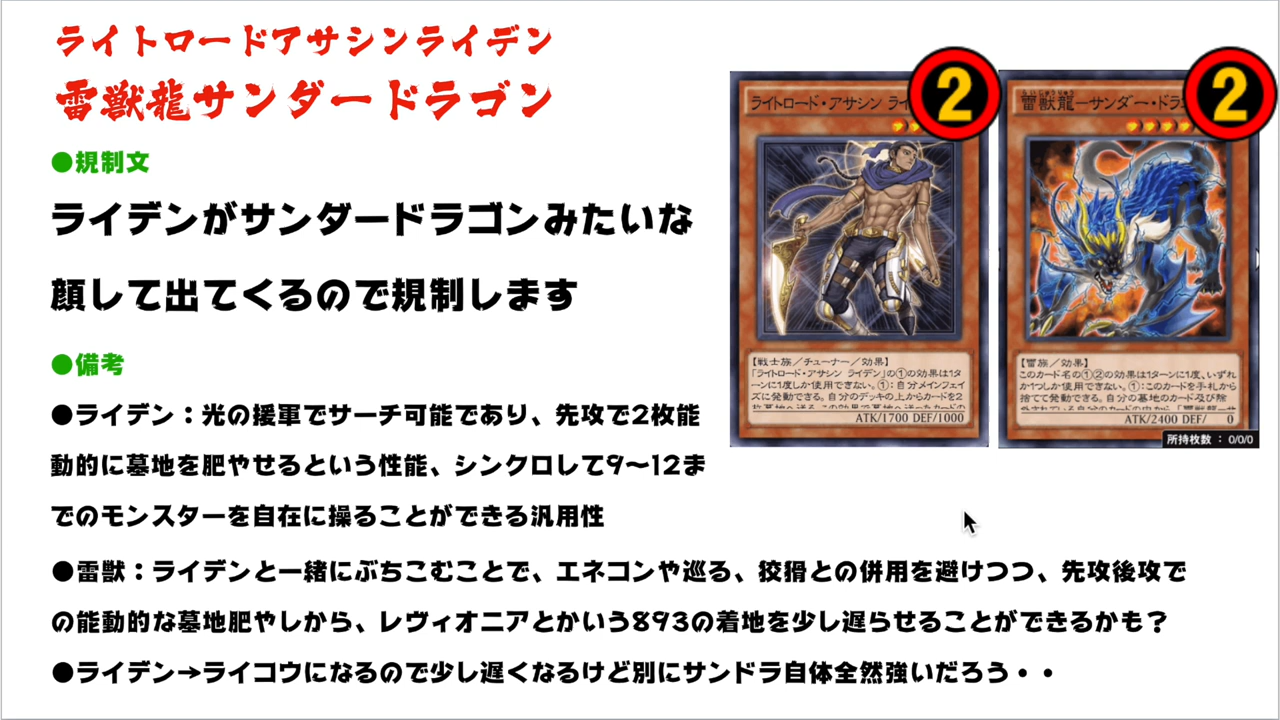 ライトロードアサシンライデン
雷獣龍サンダードラゴン
●規制文
ライデンがサンダードラゴンみたいな
顔して出てくるので規制します
●備考
●ライデン：光の援軍でサーチ可能であり、先攻で2枚能
動的に墓地を肥やせるという性能、シンクロして9～12ま
でのモンスターを自在に操ることができる汎用性
●雷獣：ライデンと一緒にぶちこむことで、エネコンや巡る、狡猾との併用を避けつつ、先攻後攻で
の能動的な墓地肥やしから、レヴィオニアとかいう893の着地を少し遅らせることができるかも？
●ライデン→ライコウになるので少し遅くなるけど別にサンドラ自体全然強いだろう・・
ライトロード・アサシン ライ
2
【戦士族／チューナー／効果】
「ライトロード・アサシン ライデン」の①の効果は1タ
ーンに1度しか使用できない。①：自分メインフェイ
ズに発動できる。自分のデッキの上からカードを2
ATK/1700 DEF/1000
雷獣龍－サンダー・ドラ
2
【雷族／効果】
このカード名の①②の効果は1ターンに1度、いずれ
か1つしか使用できない。①：このカードを手札から
捨てて発動できる。自分の墓地のカード及び除
ATK/2400 DEF/ 0
所持枚数 ： 0/0/0